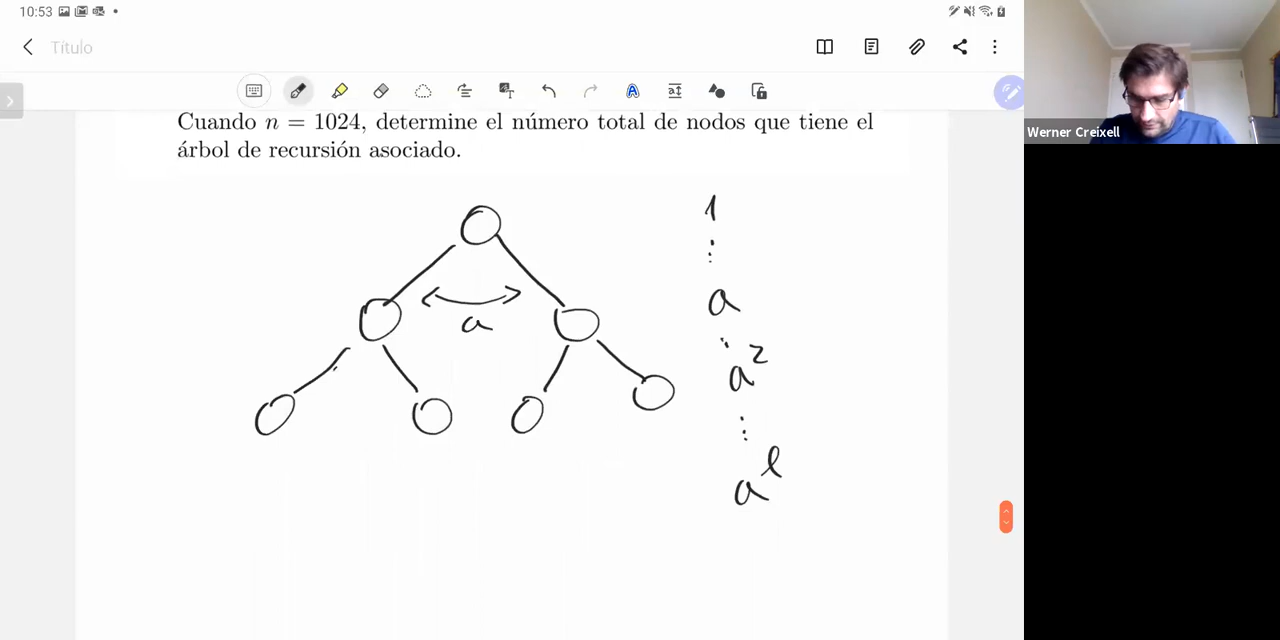 10:53
Título
Cuando n = 1024, determine el número total de nodos que tiene el
árbol de recursión asociado.
1
⋮
a
a
⋮
a²
⋮
aˡ
Werner Creixell